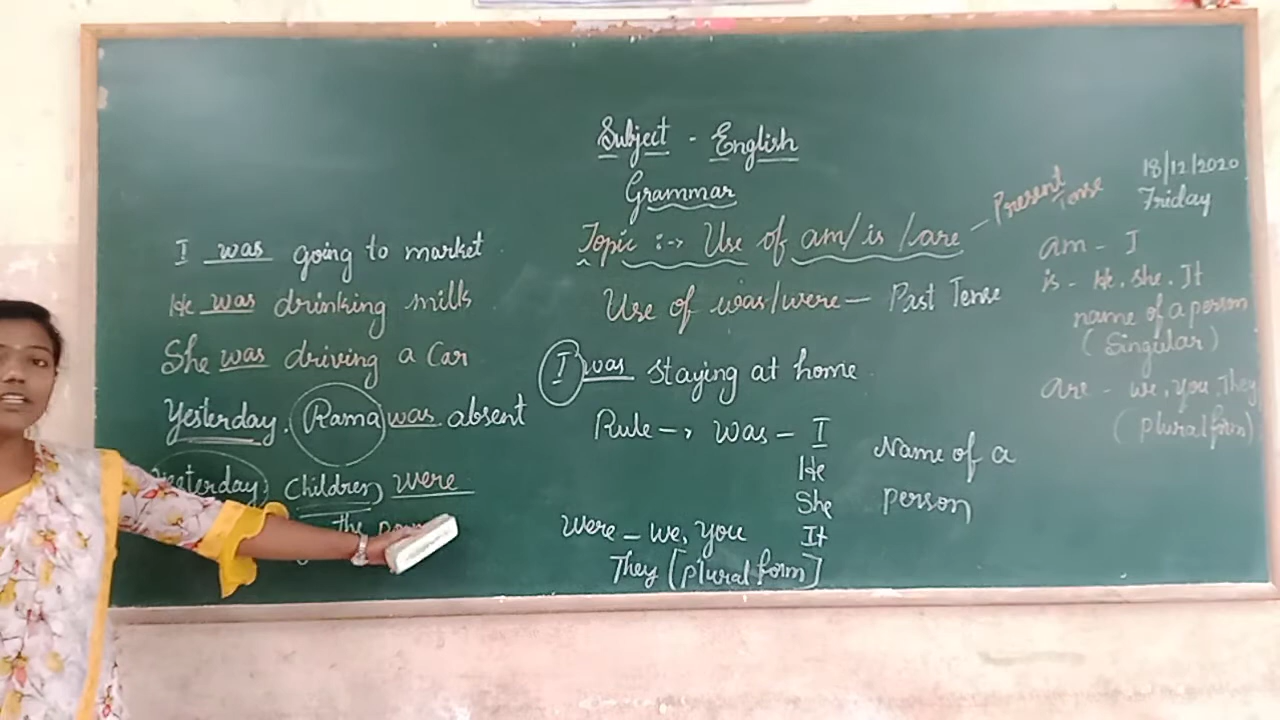 Subject - English
Grammar
Topic :-> Use of am/is/are - Present Tense
Use of was/were - Past Tense
I was staying at home.
Rule -> was - I
He
She
It
Name of a
person
Were - we, you
They [plural form]
I was going to market.
He was drinking milk
She was driving a Car
Yesterday, Rama was absent
Yesterday, Children were
the
18/12/2020
Friday
am - I
is - He, she, It
name of a person
(Singular)
are - we, you, They
(plural form)